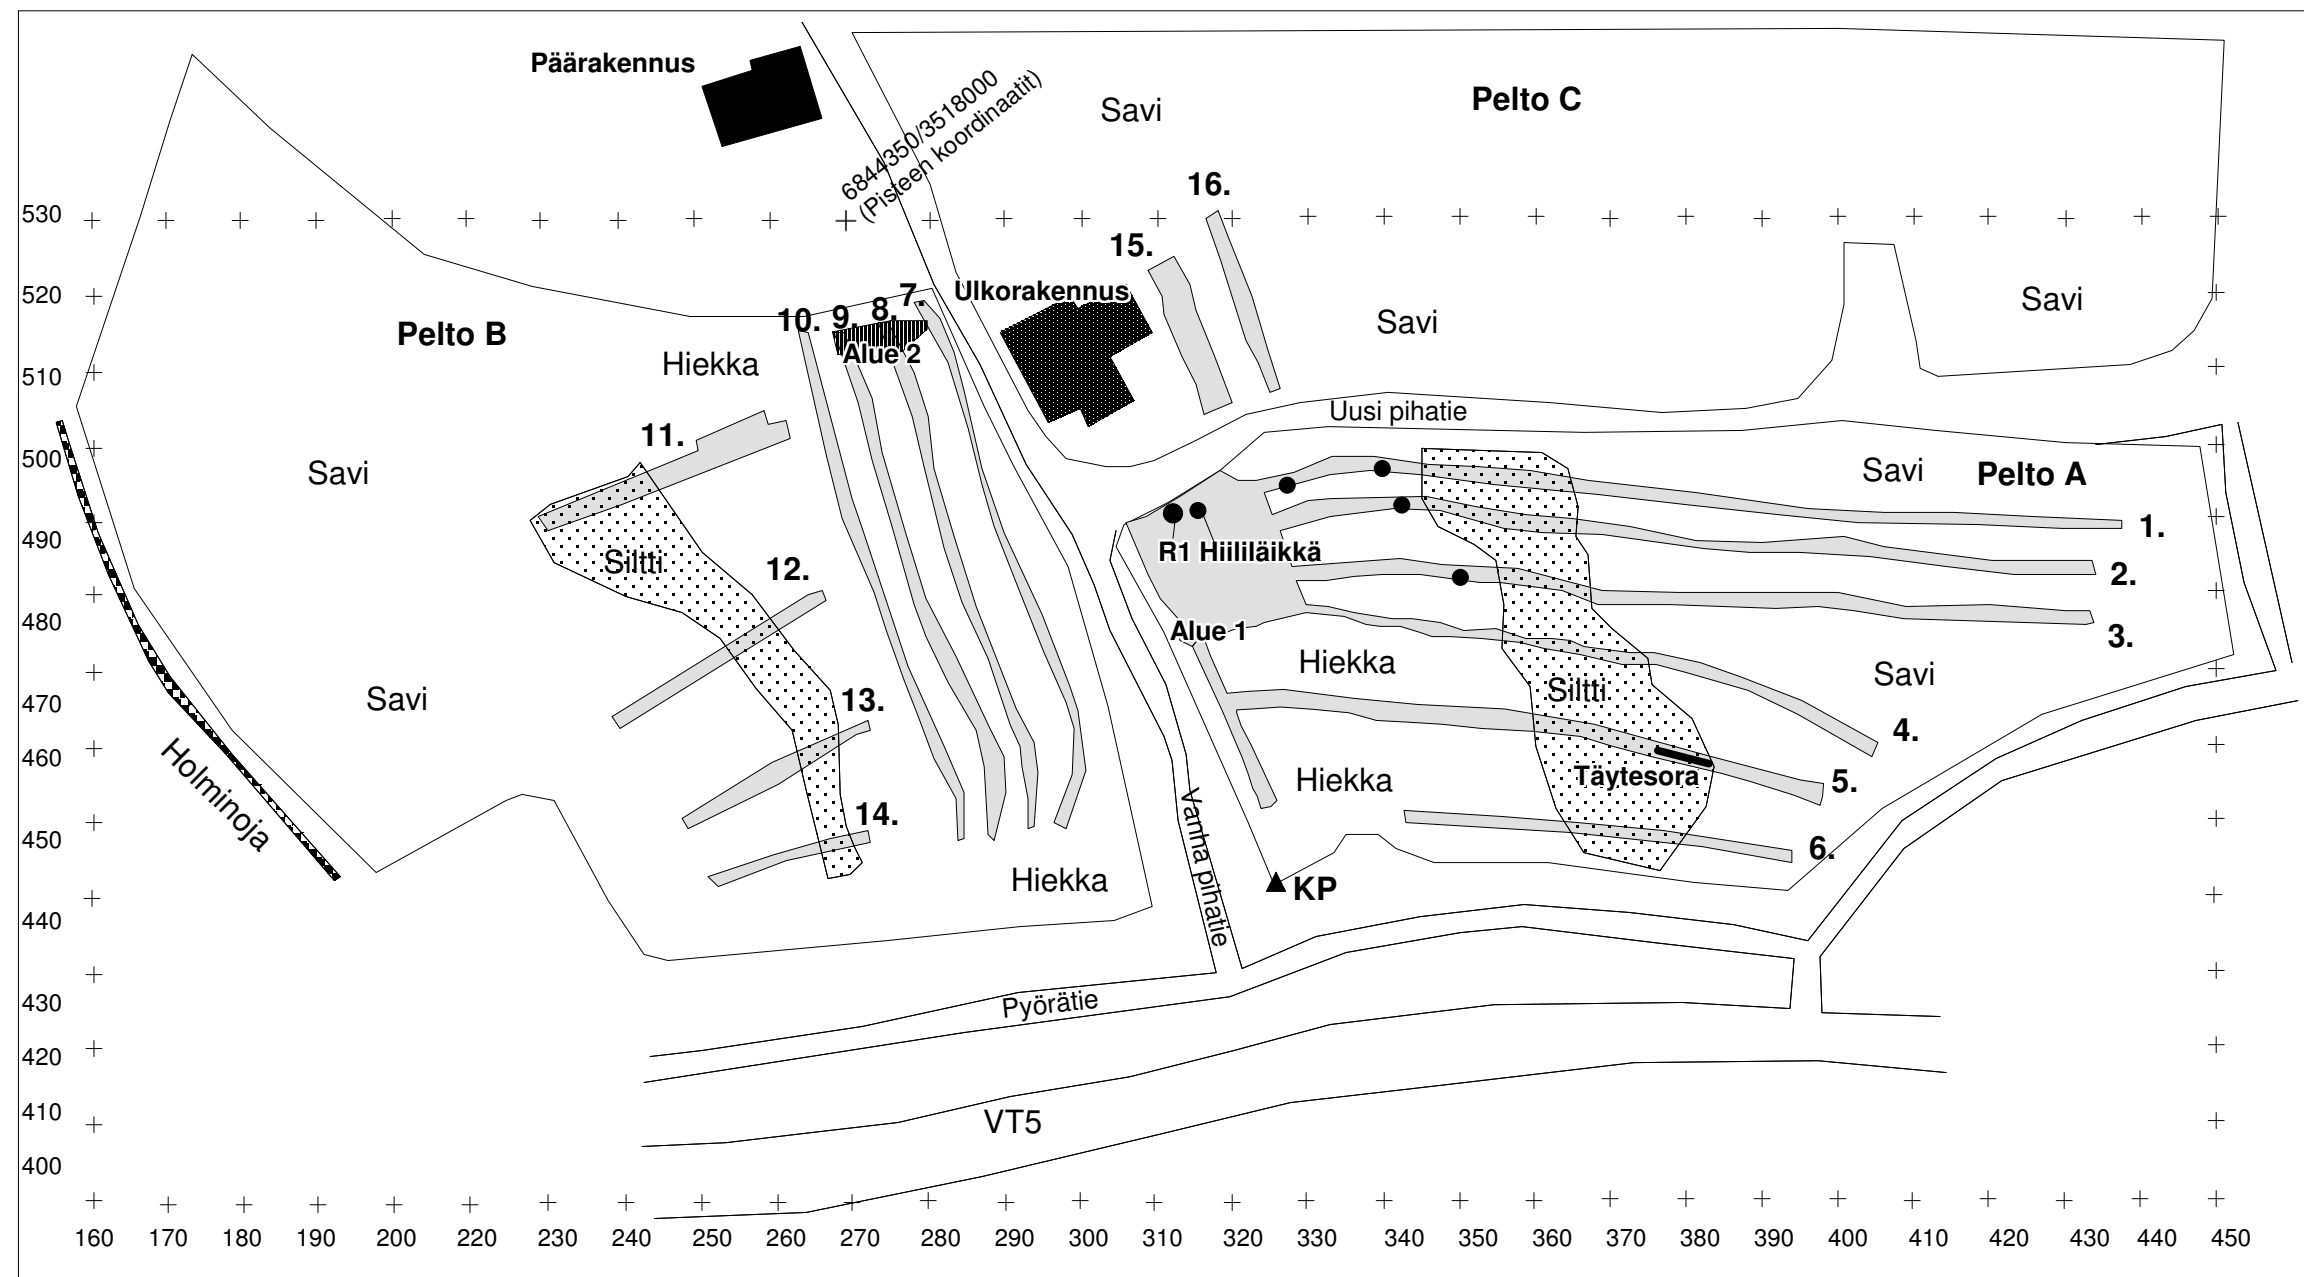 Päärakennus
Pelto C
Savi
6844350/3518000
(Pisteen koordinaatit)
16.
530
15.
Ulkorakennus
520
7.
8.
9.
10.
Savi
Savi
Pelto B
Alue 2
Hiekka
510
Uusi pihatie
11.
500
Savi
Savi
Pelto A
1.
490
Siltti
R1 Hiililäikkä
12.
2.
480
Alue 1
3.
Hiekka
Savi
Siltti
470
Savi
13.
4.
460
Holminoja
Hiekka
Täytesora
5.
14.
450
Vanha pihatie
6.
Hiekka
KP
440
430
Pyörätie
420
410
VT5
400
160 170 180 190 200 220 230 240 250 260 270 280 290 300 310 320 330 350 350 360 370 380 390 400 410 420 430 440 450